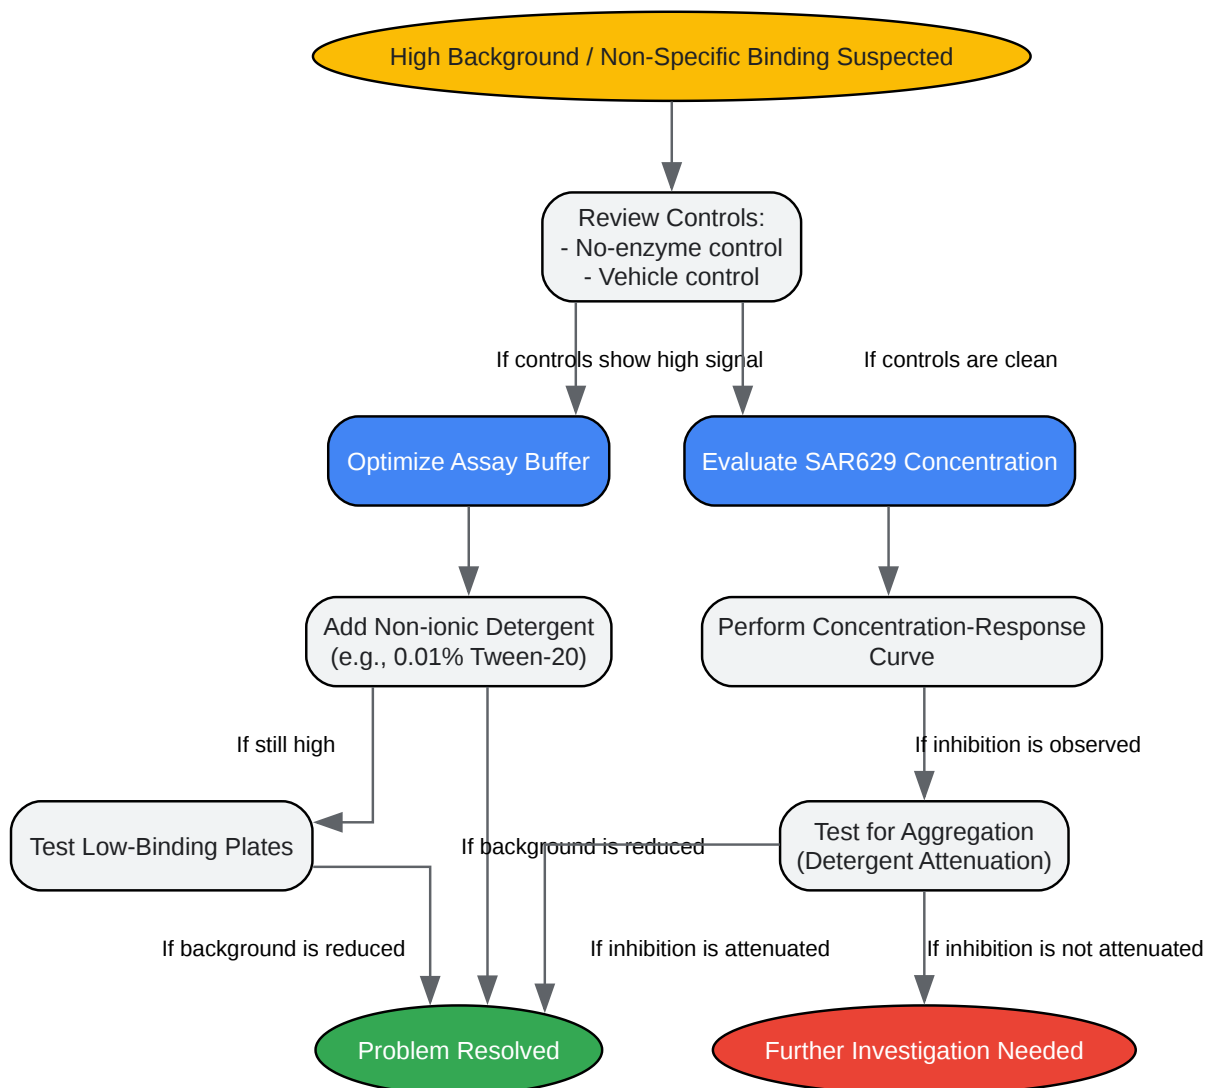 High Background / Non-Specific Binding Suspected
Review Controls:
- No-enzyme control
- Vehicle control
If controls show high signal
If controls are clean
Optimize Assay Buffer
Evaluate SAR629 Concentration
Add Non-ionic Detergent
(e.g., 0.01% Tween-20)
Perform Concentration-Response
Curve
If still high
If inhibition is observed
Test Low-Binding Plates
If background is reduced
Test for Aggregation
(Detergent Attenuation)
If background is reduced
If inhibition is attenuated
If inhibition is not attenuated
Problem Resolved
Further Investigation Needed